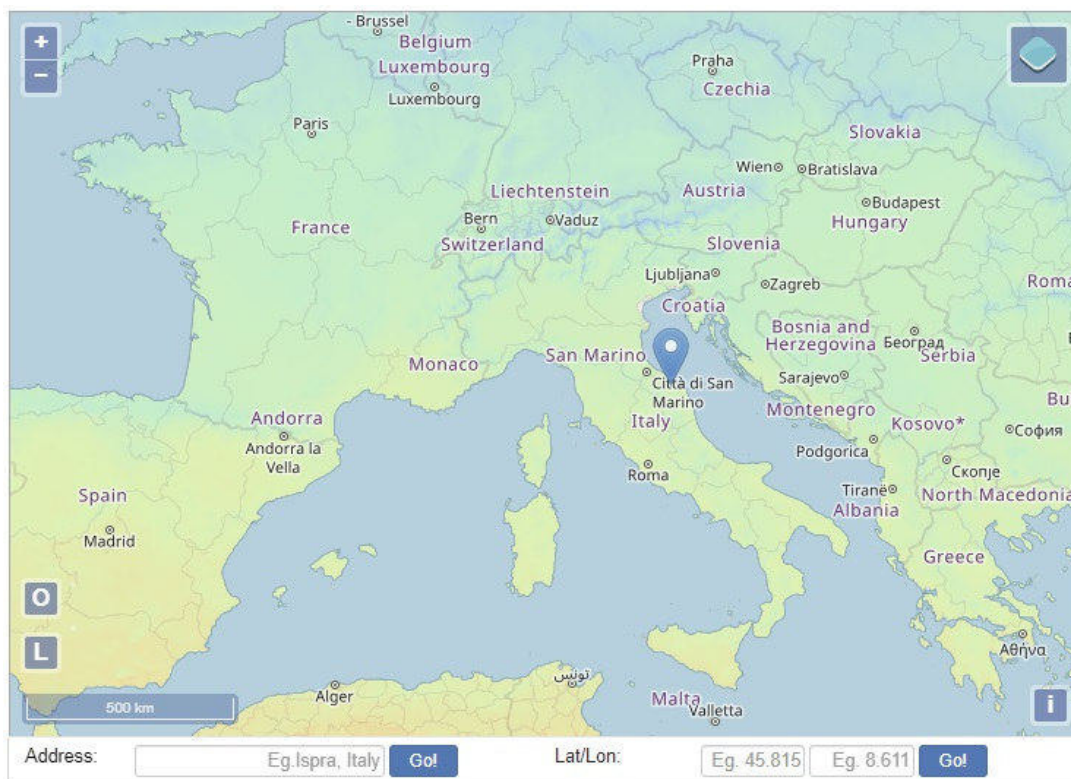 +
−
- Brussel
Belgium
Luxembourg
Luxembourg
Paris
Praha
Czechia
Slovakia
Wien
Bratislava
Liechtenstein
Austria
Bern
Vaduz
Budapest
Hungary
France
Switzerland
Slovenia
Ljubljana
Zagreb
Roma
Croatia
Bosnia and
Herzegovina
Београд
Serbia
Monaco
San Marino
Città di San
Marino
Sarajevo
Andorra
Andorra la
Vella
Italy
Montenegro
Kosovo*
Bu
Podgorica
София
Roma
Скопје
Spain
Madrid
Tiranë
Albania
North Macedonia
Greece
O
L
Αθήνα
500 km
Alger
تونس
Malta
Valletta
i
Address: Eg.Ispra, Italy Go! Lat/Lon: Eg. 45.815 Eg. 8.611 Go!